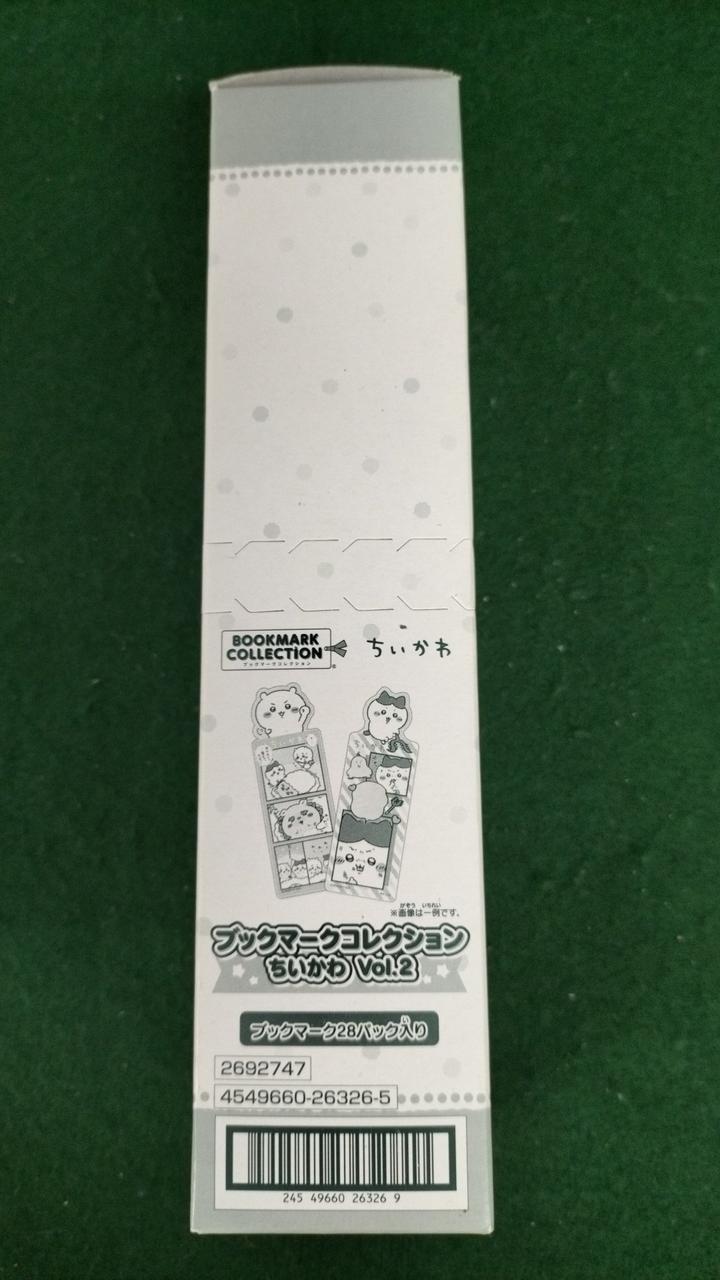 BOOKMARK
COLLECTION
ブックマークコレクション
®
ちいかわ
がぞう いちれい
※画像は一例です。
ブックマークコレクション
ちいかわ Vol.2
ブックマーク28パック入り
2692747
4549660-26326-5
245 49660 26326 9